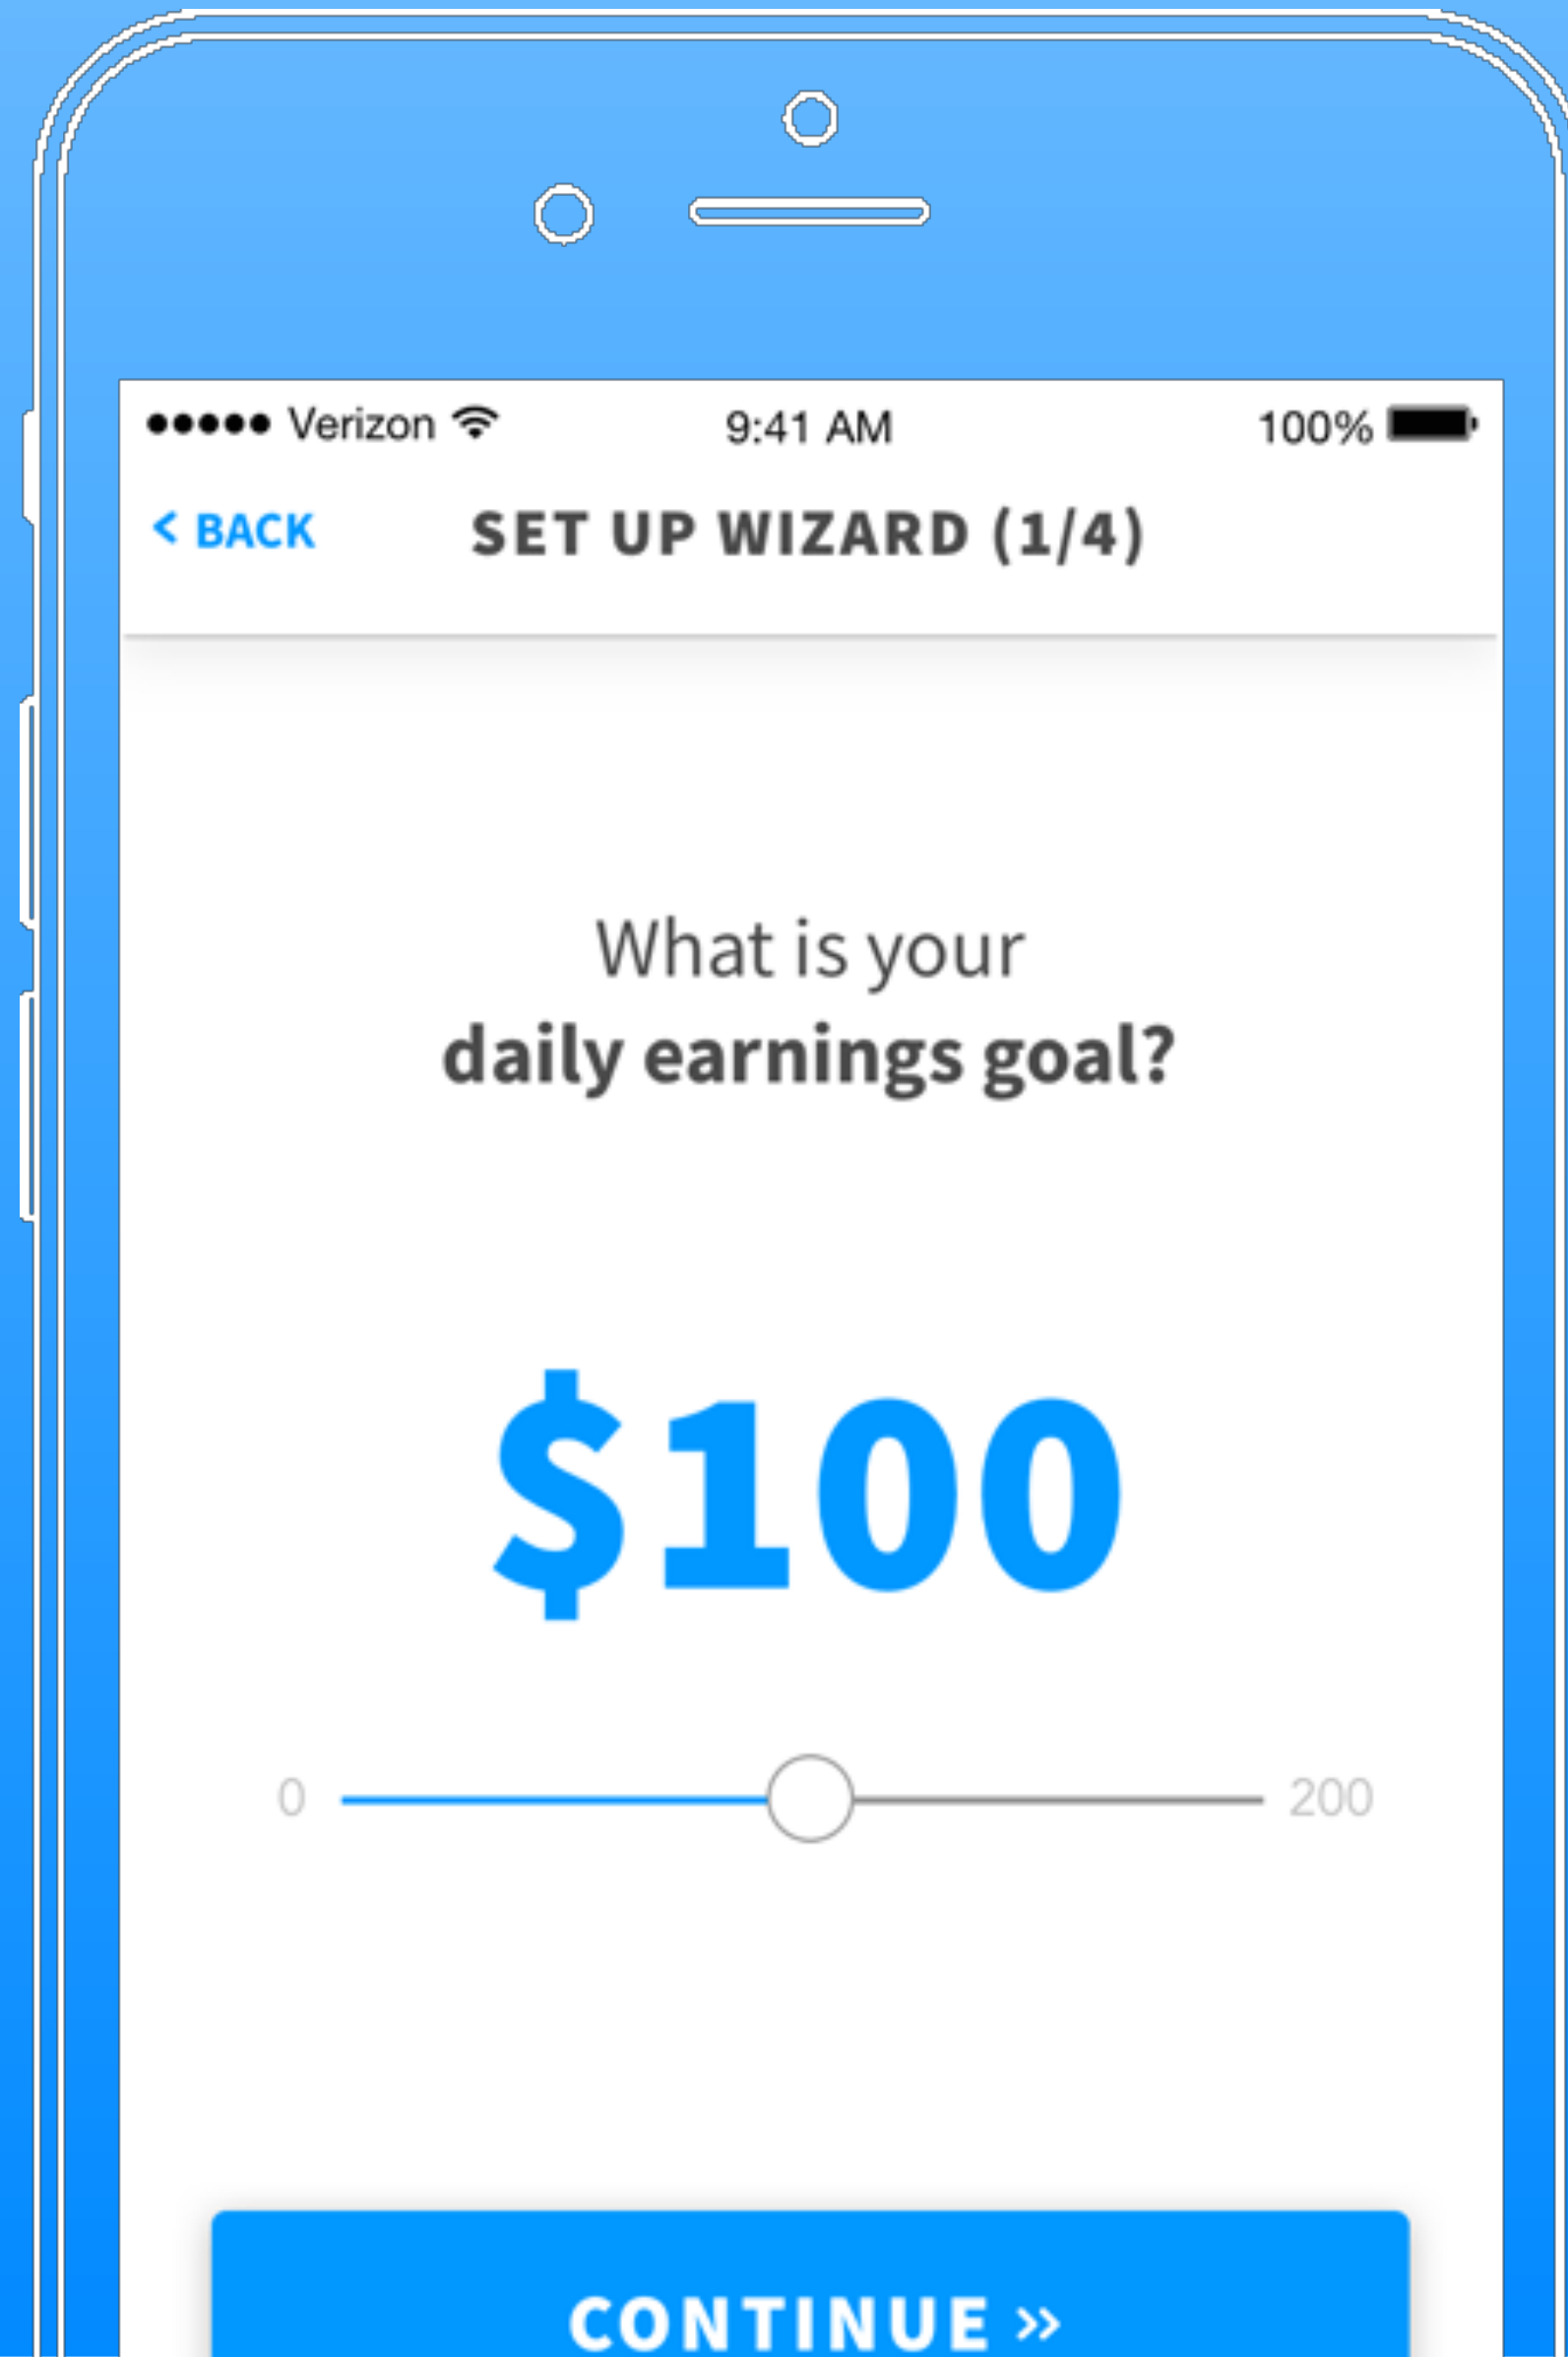 Verizon 9:41 AM 100%
< BACK SET UP WIZARD (1/4)
What is your
daily earnings goal?
$100
0 200
CONTINUE »